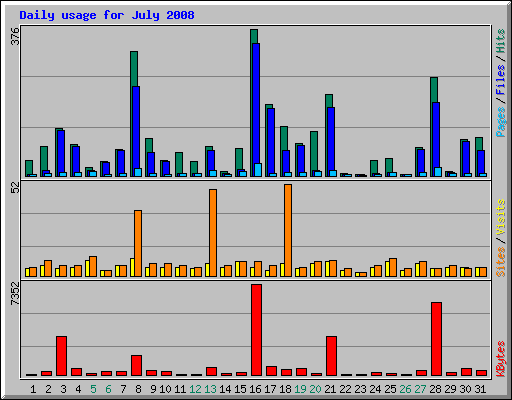 Daily usage for July 2008
376
Pages / Files / Hits
52
Sites / Visits
7352
KBytes
1 2 3 4 5 6 7 8 9 10 11 12 13 14 15 16 17 18 19 20 21 22 23 24 25 26 27 28 29 30 31